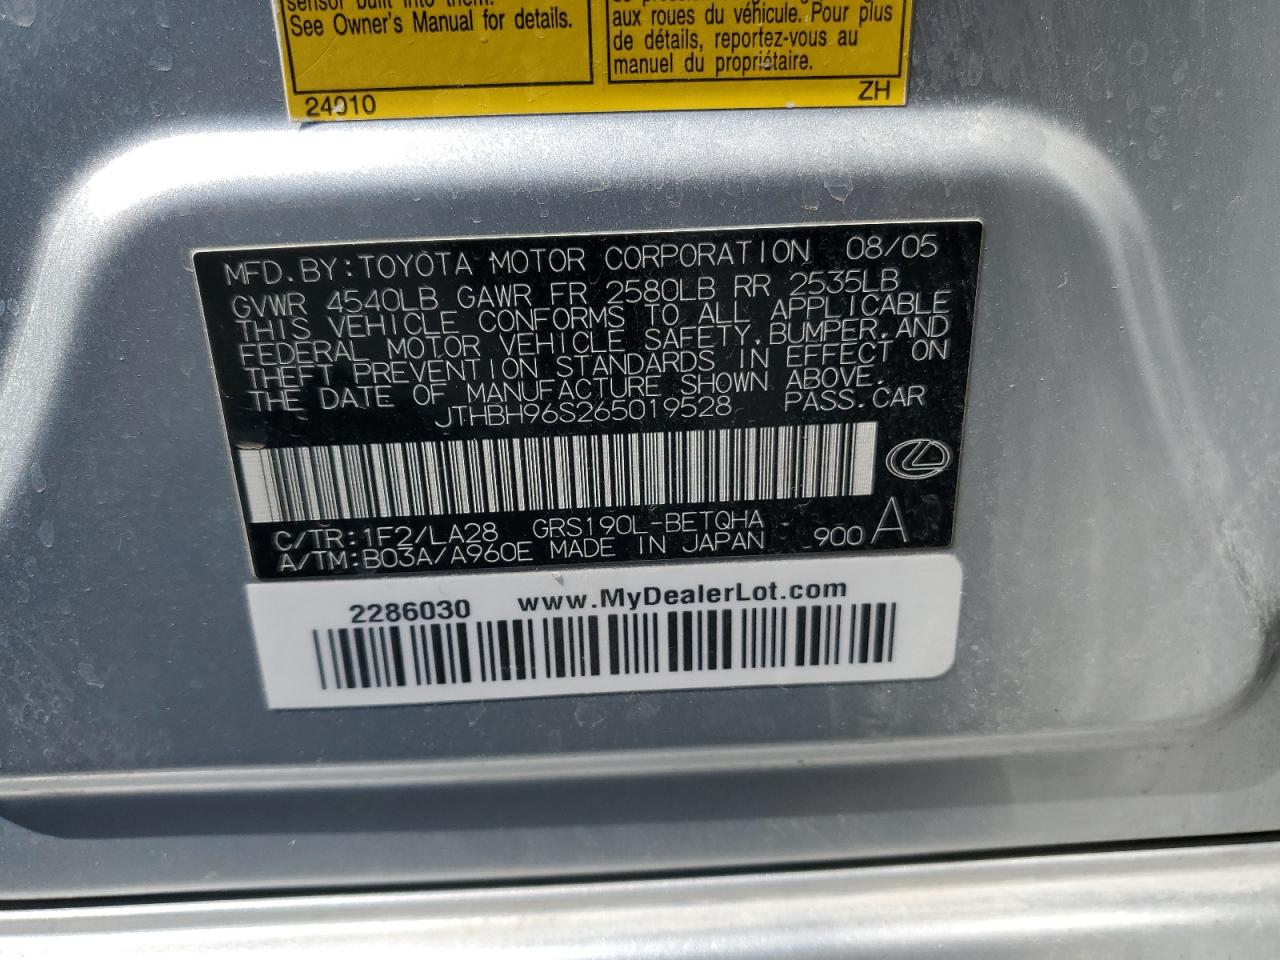 sensor built into them.
See Owner's Manual for details.
aux roues du véhicule. Pour plus
de détails, reportez-vous au
manuel du propriétaire.
24010
ZH
MFD.BY:TOYOTA MOTOR CORPORATION 08/05
GVWR 4540LB GAWR FR 2580LB RR 2535LB
THIS VEHICLE CONFORMS TO ALL APPLICABLE
FEDERAL MOTOR VEHICLE SAFETY,BUMPER,AND
THEFT PREVENTION STANDARDS IN EFFECT ON
THE DATE OF MANUFACTURE SHOWN ABOVE.
JTHBH96S265019528 PASS.CAR
C/TR:1F2/LA28 GRS190L-BETQHA
A/TM:B03A/A960E MADE IN JAPAN 900 A
2286030 www.MyDealerLot.com